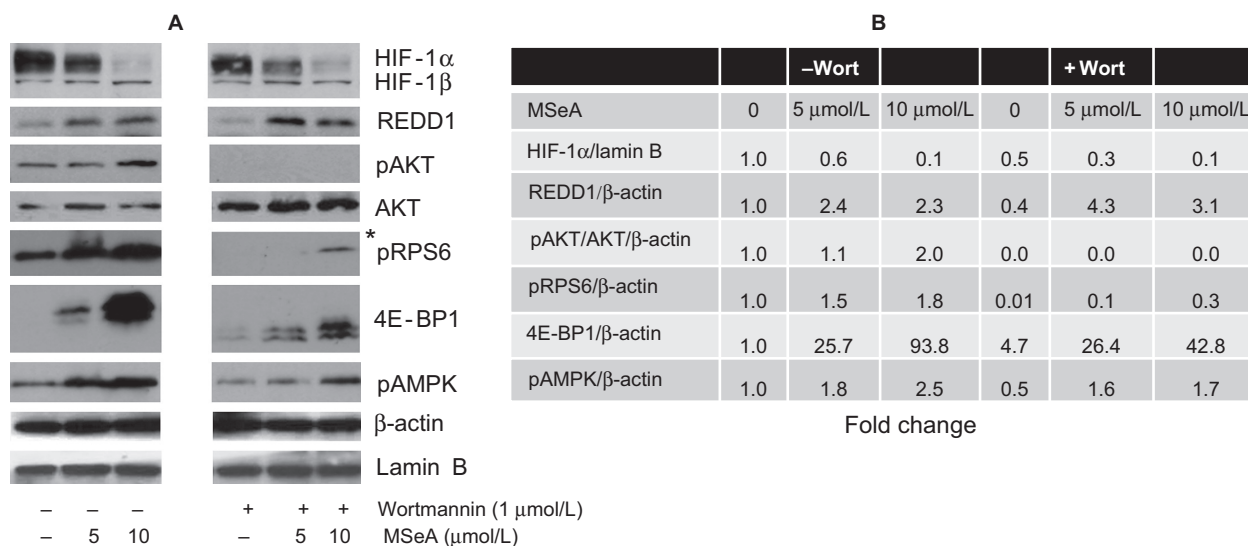 A
HIF-1α
HIF-1β
REDD1
pAKT
AKT
*
pRPS6
4E-BP1
pAMPK
β-actin
Lamin B
– – – + + + Wortmannin (1 μmol/L)
– 5 10 – 5 10 MSeA (μmol/L)
B
–Wort + Wort
MSeA 0 5 μmol/L 10 μmol/L 0 5 μmol/L 10 μmol/L
HIF-1α/lamin B 1.0 0.6 0.1 0.5 0.3 0.1
REDD1/β-actin 1.0 2.4 2.3 0.4 4.3 3.1
pAKT/AKT/β-actin 1.0 1.1 2.0 0.0 0.0 0.0
pRPS6/β-actin 1.0 1.5 1.8 0.01 0.1 0.3
4E-BP1/β-actin 1.0 25.7 93.8 4.7 26.4 42.8
pAMPK/β-actin 1.0 1.8 2.5 0.5 1.6 1.7
Fold change